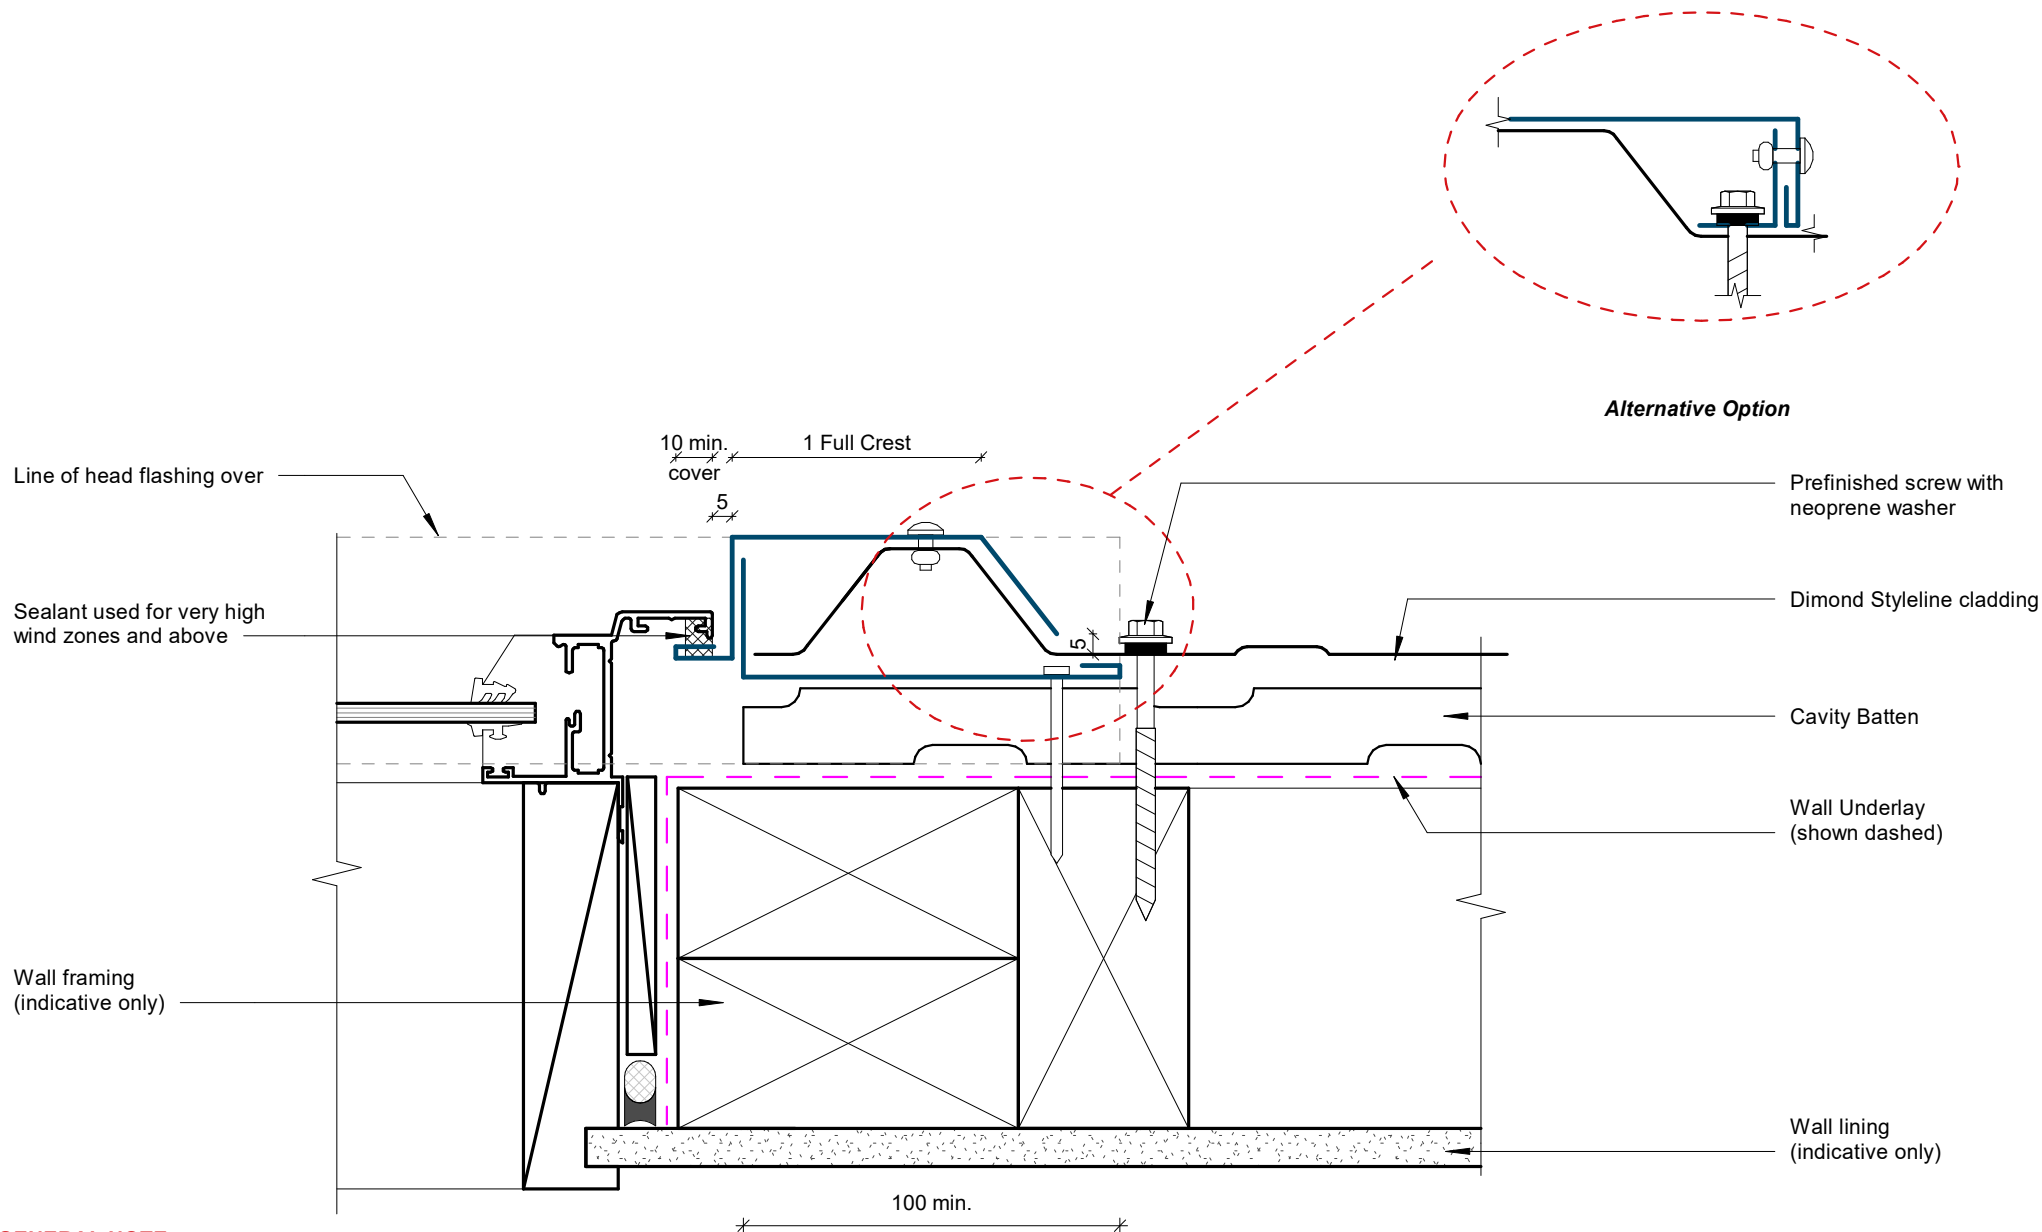 Alternative Option
10 min.
cover
1 Full Crest
5
Line of head flashing over
Prefinished screw with
neoprene washer
Sealant used for very high
wind zones and above
5
Dimond Styleline cladding
Cavity Batten
Wall Underlay
(shown dashed)
Wall framing
(indicative only)
Wall lining
(indicative only)
100 min.